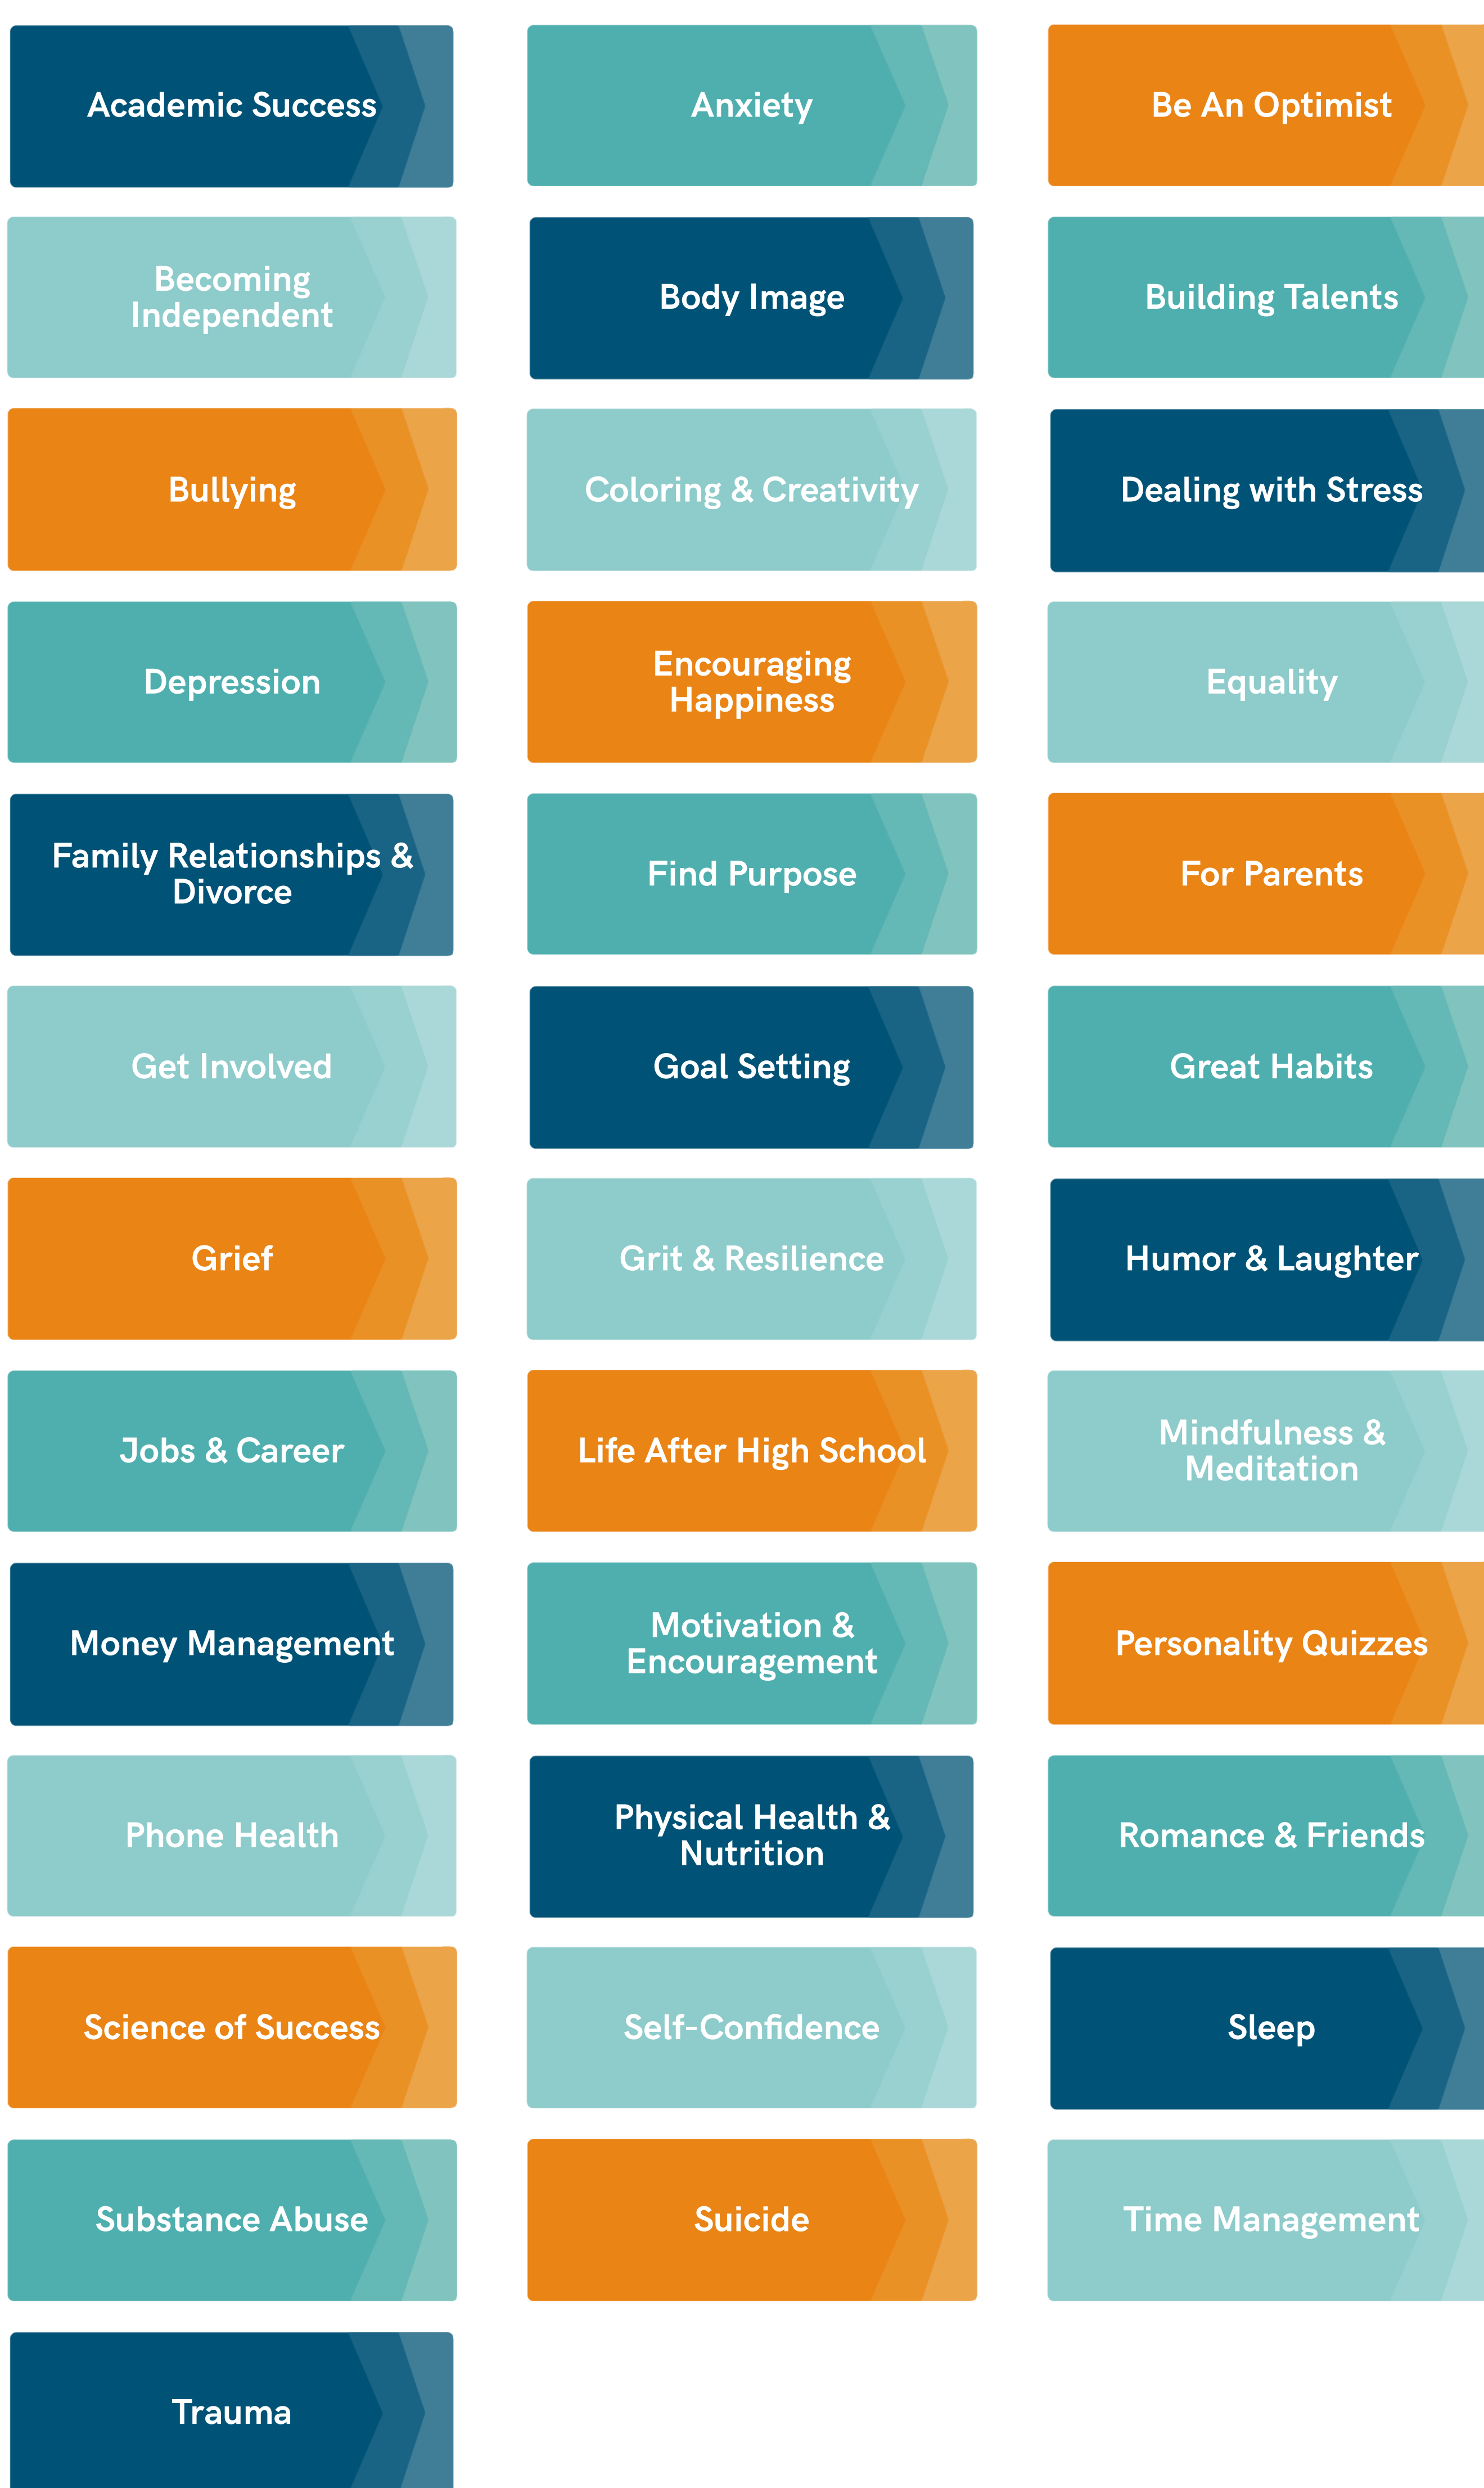 Academic Success
Anxiety
Be An Optimist
Becoming
Independent
Body Image
Building Talents
Bullying
Coloring & Creativity
Dealing with Stress
Depression
Encouraging
Happiness
Equality
Family Relationships &
Divorce
Find Purpose
For Parents
Get Involved
Goal Setting
Great Habits
Grief
Grit & Resilience
Humor & Laughter
Jobs & Career
Life After High School
Mindfulness &
Meditation
Money Management
Motivation &
Encouragement
Personality Quizzes
Phone Health
Physical Health &
Nutrition
Romance & Friends
Science of Success
Self-Confidence
Sleep
Substance Abuse
Suicide
Time Management
Trauma